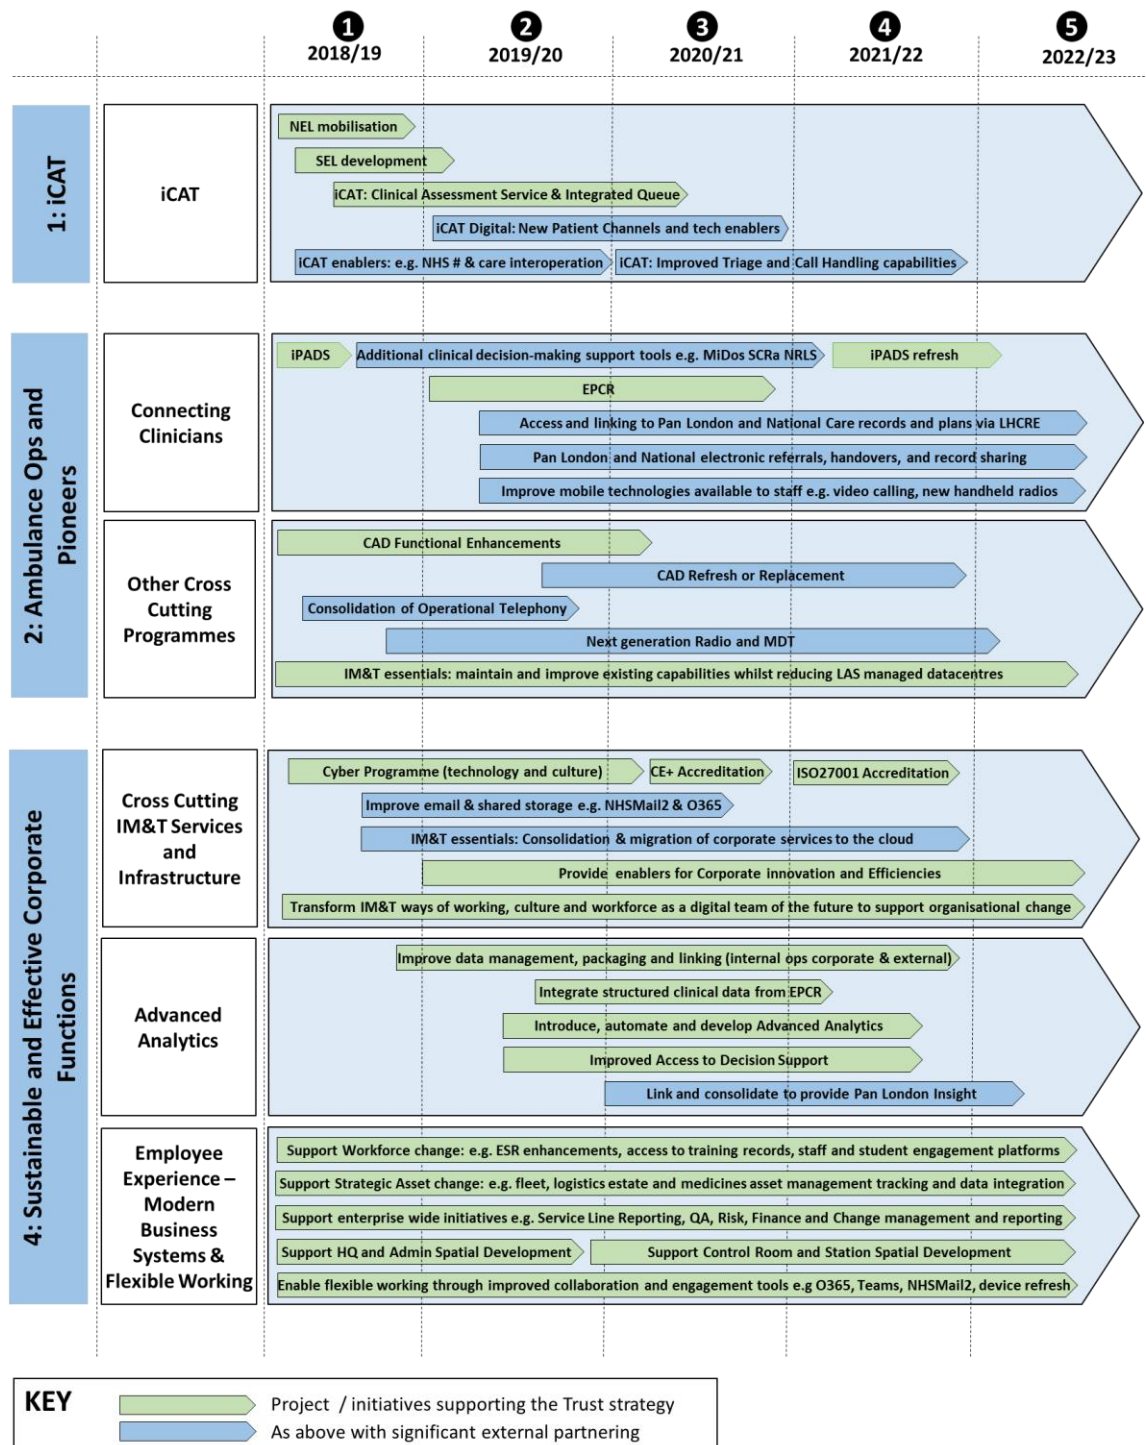 1
2
3
4
5
2018/19
2019/20
2020/21
2021/22
2022/23
1: iCAT
iCAT
NEL mobilisation
SEL development
iCAT: Clinical Assessment Service & Integrated Queue
iCAT Digital: New Patient Channels and tech enablers
iCAT enablers: e.g. NHS # & care interoperation
iCAT: Improved Triage and Call Handling capabilities
2: Ambulance Ops and
Pioneers
Connecting
Clinicians
iPADS
Additional clinical decision-making support tools e.g. MiDos SCRa NRLS
iPADS refresh
EPCR
Access and linking to Pan London and National Care records and plans via LHCRE
Pan London and National electronic referrals, handovers, and record sharing
Improve mobile technologies available to staff e.g. video calling, new handheld radios
Other Cross
Cutting
Programmes
CAD Functional Enhancements
CAD Refresh or Replacement
Consolidation of Operational Telephony
Next generation Radio and MDT
IM&T essentials: maintain and improve existing capabilities whilst reducing LAS managed datacentres
4: Sustainable and Effective Corporate
Functions
Cross Cutting
IM&T Services
and
Infrastructure
Cyber Programme (technology and culture)
CE+ Accreditation
ISO27001 Accreditation
Improve email & shared storage e.g. NHSMail2 & O365
IM&T essentials: Consolidation & migration of corporate services to the cloud
Provide enablers for Corporate innovation and Efficiencies
Transform IM&T ways of working, culture and workforce as a digital team of the future to support organisational change
Advanced
Analytics
Improve data management, packaging and linking (internal ops corporate & external)
Integrate structured clinical data from EPCR
Introduce, automate and develop Advanced Analytics
Improved Access to Decision Support
Link and consolidate to provide Pan London Insight
Employee
Experience –
Modern
Business
Systems &
Flexible Working
Support Workforce change: e.g. ESR enhancements, access to training records, staff and student engagement platforms
Support Strategic Asset change: e.g. fleet, logistics estate and medicines asset management tracking and data integration
Support enterprise wide initiatives e.g. Service Line Reporting, QA, Risk, Finance and Change management and reporting
Support HQ and Admin Spatial Development
Support Control Room and Station Spatial Development
Enable flexible working through improved collaboration and engagement tools e.g O365, Teams, NHSMail2, device refresh
KEY
Project / initiatives supporting the Trust strategy
As above with significant external partnering